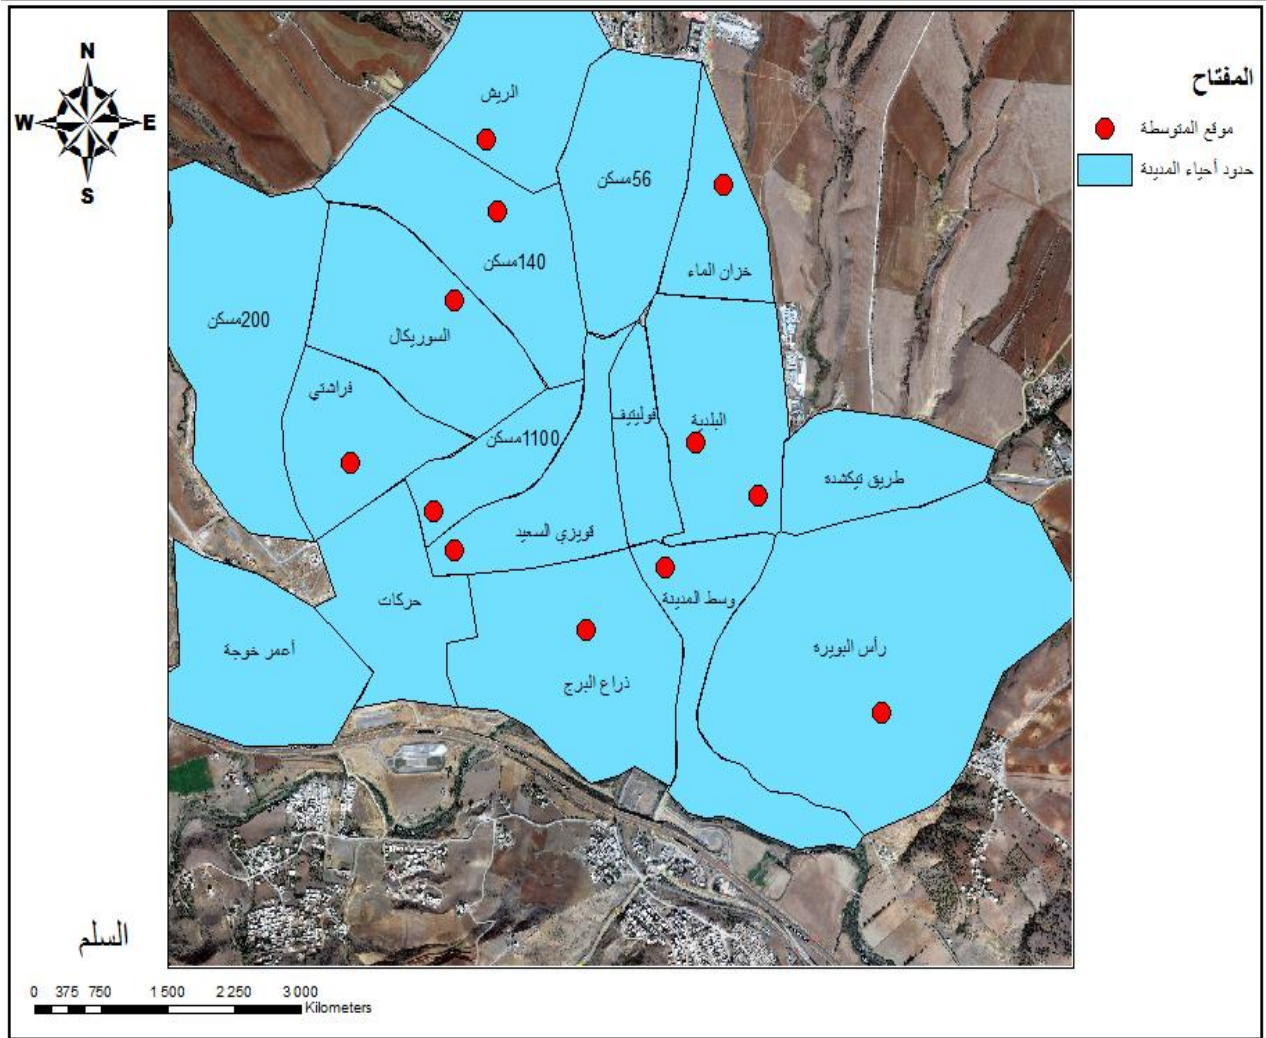 N
W E
S
المفتاح
موقع المتوسطة
حدود أحياء المدينة
الريش
56مسكن
140مسكن
خزان الماء
200مسكن
السوريكال
فراشتي
1100مسكن
فوليتيف
البلدية
طريق تيكشدة
قويزي السعيد
حركات
وسط المدينة
أعمر خوجة
ذراع البرج
رأس البويرة
السلم
0 375 750 1 500 2 250 3 000
Kilometers